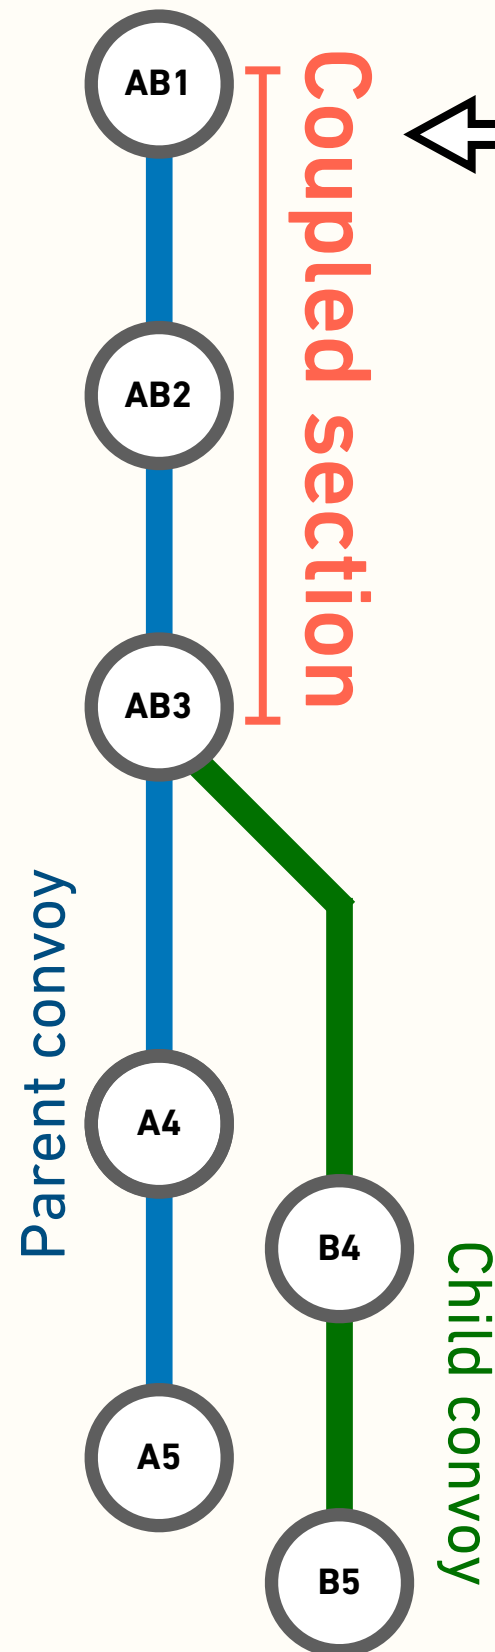 AB1
Coupled section
AB2
AB3
Parent convoy
A4
B4
Child convoy
A5
B5